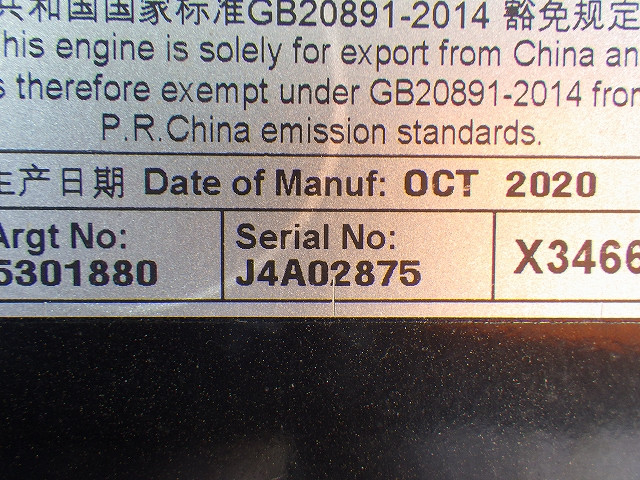 共和国国家标准GB20891-2014 豁免规定
his engine is solely for export from China an
s therefore exempt under GB20891-2014 from
P.R.China emission standards.
生产日期 Date of Manuf: OCT 2020
Argt No: Serial No:
5301880 J4A02875 X3466